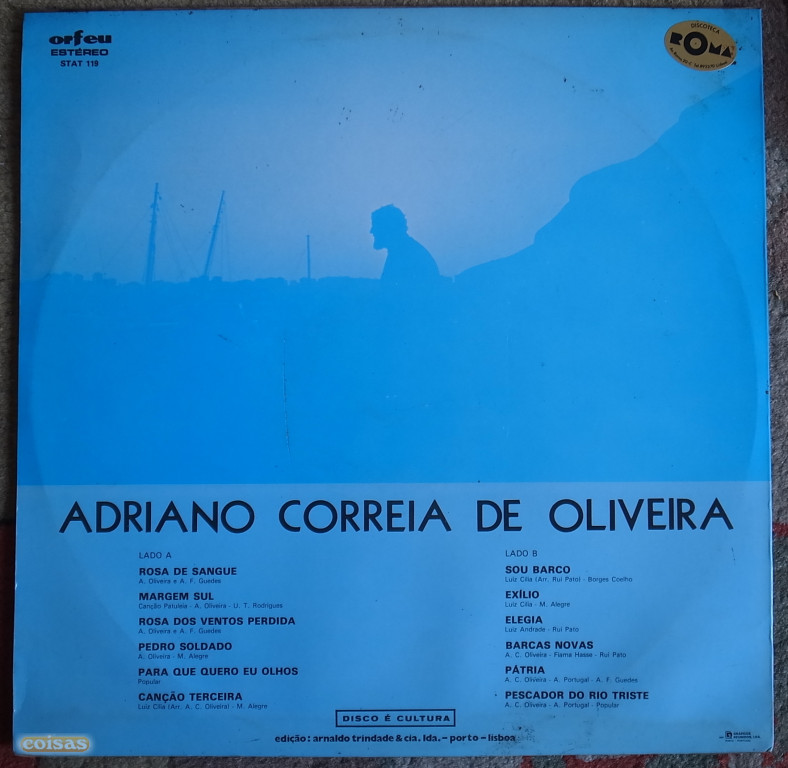 orfeu
ESTÉREO
STAT 119
DISCOTECA
ROMA
ADRIANO CORREIA DE OLIVEIRA
LADO A
ROSA DE SANGUE
A. Oliveira e A. F. Guedes
MARGEM SUL
Canção Patuleia - A. Oliveira - U. T. Rodrigues
ROSA DOS VENTOS PERDIDA
A. Oliveira e A. F. Guedes
PEDRO SOLDADO
A. Oliveira - M. Alegre
PARA QUE QUERO EU OLHOS
Popular
CANÇÃO TERCEIRA
Luiz Cilia (Arr. A. C. Oliveira) - M. Alegre
LADO B
SOU BARCO
Luiz Cilia (Arr. Rui Pato) - Borges Coelho
EXÍLIO
Luiz Cilia - M. Alegre
ELEGIA
Luiz Andrade - Rui Pato
BARCAS NOVAS
A. C. Oliveira - Fiama Hasse - Rui Pato
PÁTRIA
A. C. Oliveira - A. Portugal - A. F. Guedes
PESCADOR DO RIO TRISTE
A. C. Oliveira - A. Portugal - Popular
DISCO É CULTURA
edição: arnaldo trindade & cia. lda. - porto - lisboa
coisas